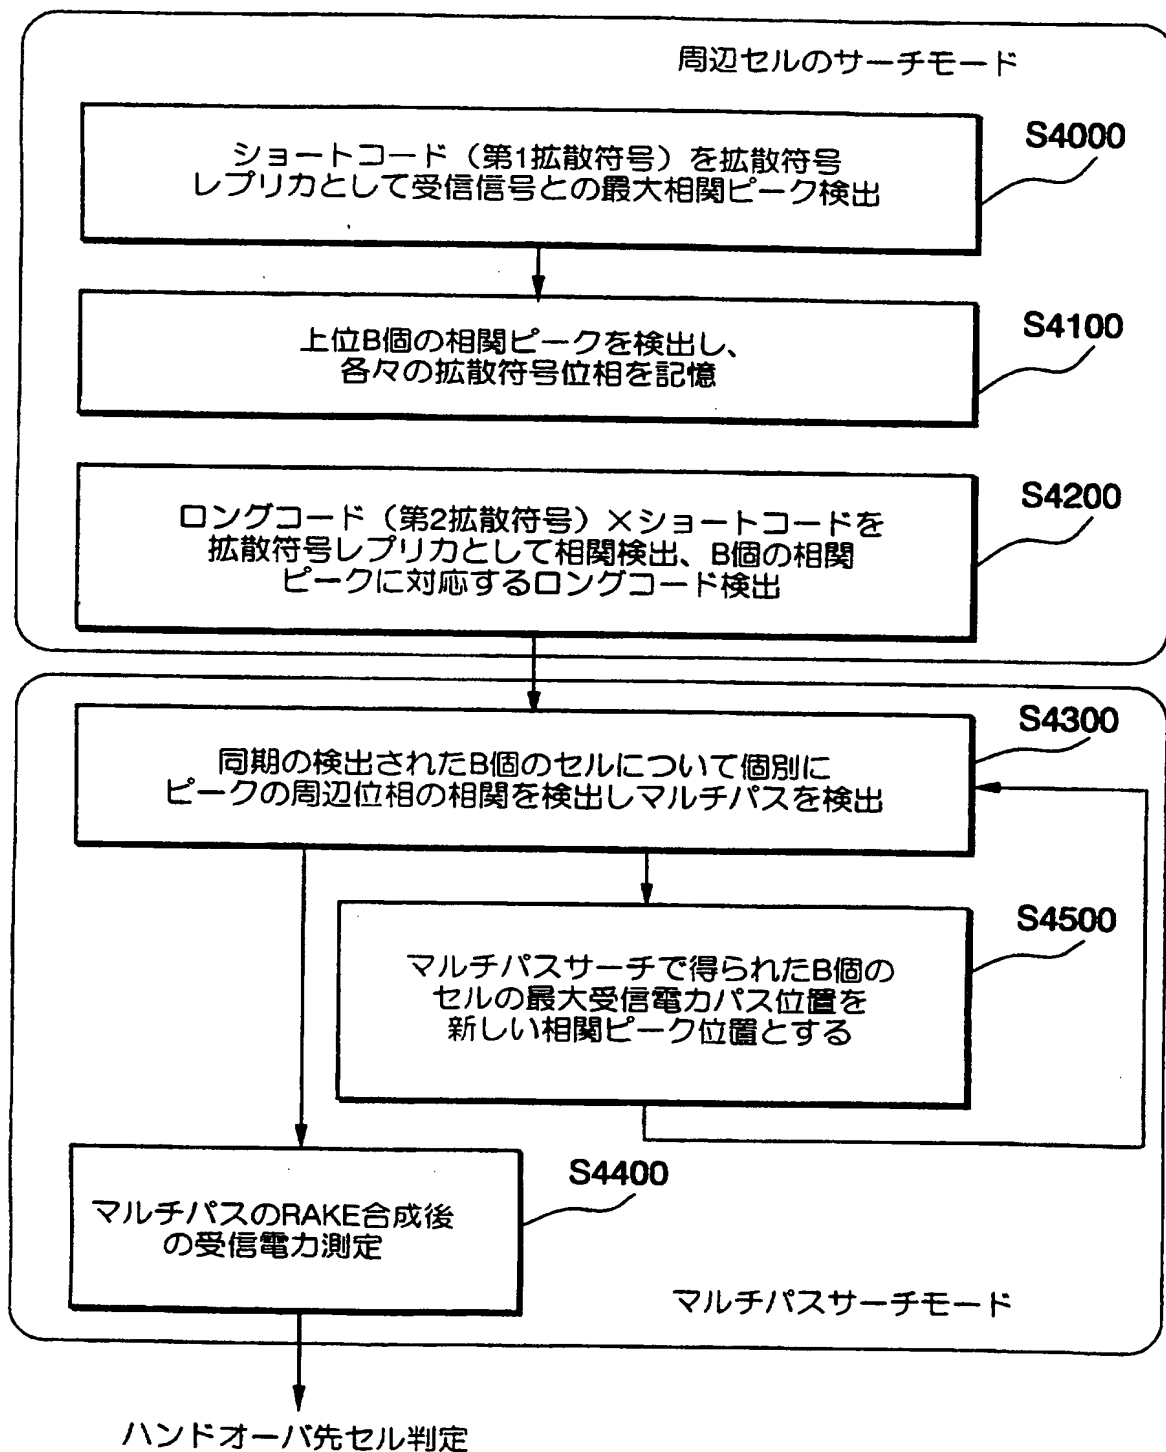 周辺セルのサーチモード
S4000
ショートコード（第1拡散符号）を拡散符号
レプリカとして受信信号との最大相関ピーク検出
S4100
上位B個の相関ピークを検出し、
各々の拡散符号位相を記憶
S4200
ロングコード（第2拡散符号）×ショートコードを
拡散符号レプリカとして相関検出、B個の相関
ピークに対応するロングコード検出
S4300
同期の検出されたB個のセルについて個別に
ピークの周辺位相の相関を検出しマルチパスを検出
S4500
マルチパスサーチで得られたB個の
セルの最大受信電力パス位置を
新しい相関ピーク位置とする
S4400
マルチパスのRAKE合成後
の受信電力測定
マルチパスサーチモード
ハンドオーバ先セル判定